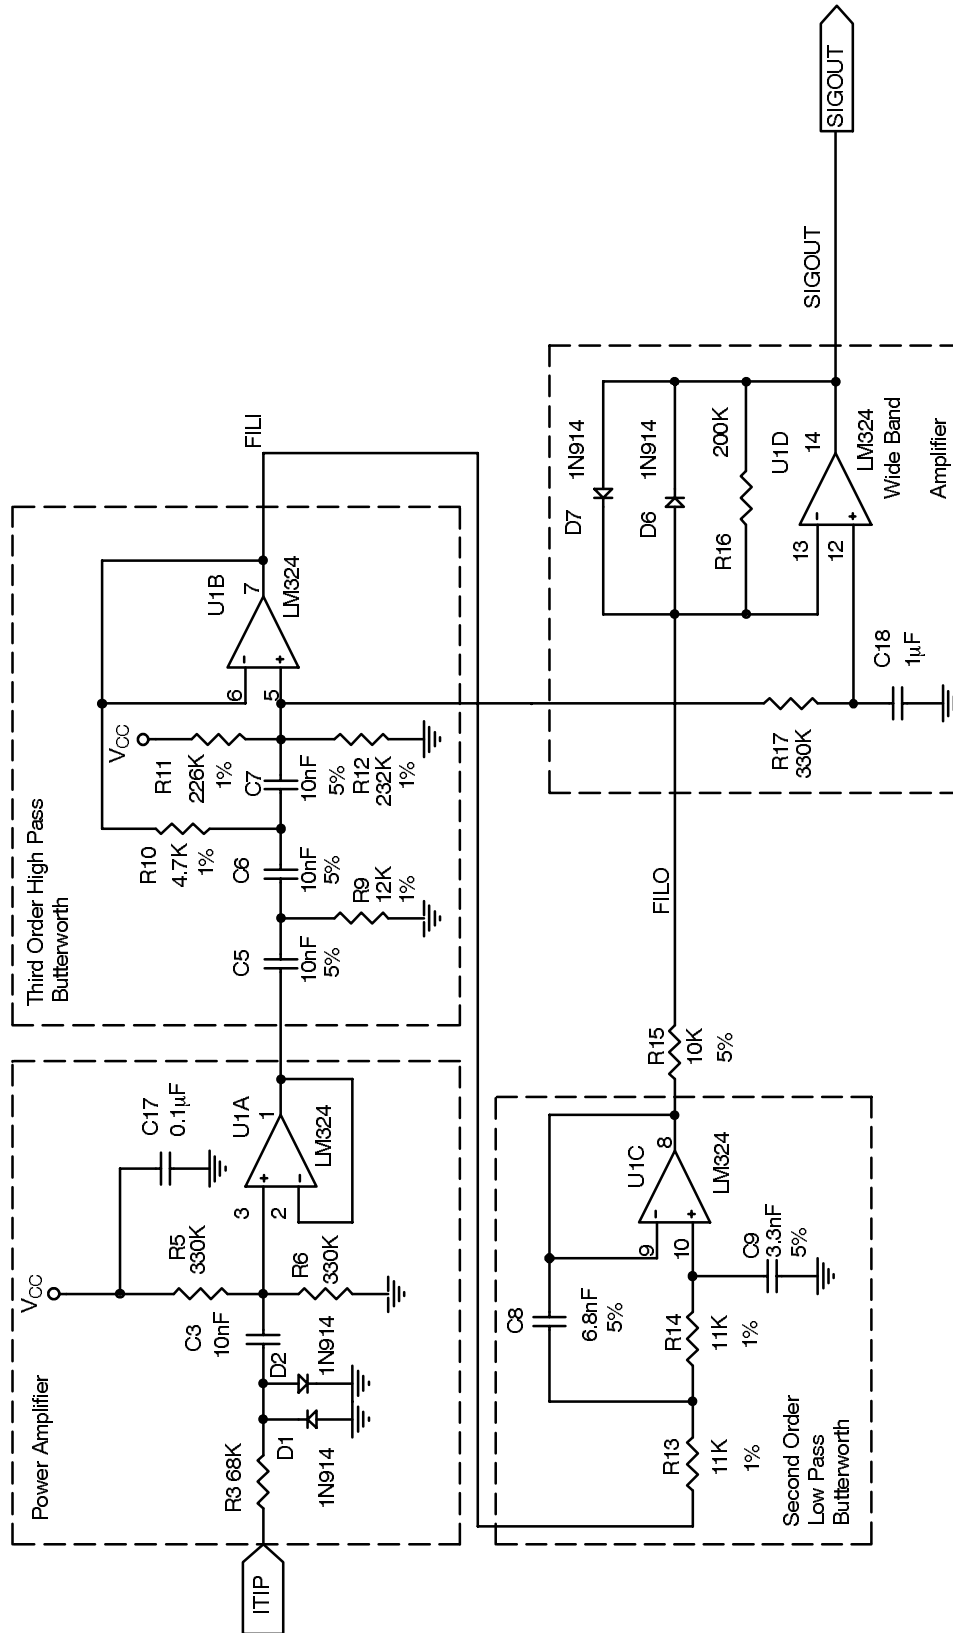 ITIP
Power Amplifier
R3 68K
D1
1N914
D2
1N914
C3
10nF
VCC
R5
330K
R6
330K
C17
0.1µF
3
2
U1A
1
LM324
Third Order High Pass
Butterworth
C5
10nF
5%
R9
12K
1%
C6
10nF
5%
R10
4.7K
1%
C7
10nF
5%
VCC
R11
226K
1%
R12
232K
1%
6
5
U1B
7
LM324
FILI
Second Order
Low Pass
Butterworth
R13
11K
1%
R14
11K
1%
C8
6.8nF
5%
C9
3.3nF
5%
9
10
U1C
8
LM324
R15
10K
5%
FILO
R17
330K
C18
1µF
D7
1N914
D6
1N914
R16
200K
13
12
U1D
14
LM324
Wide Band
Amplifier
SIGOUT
SIGOUT